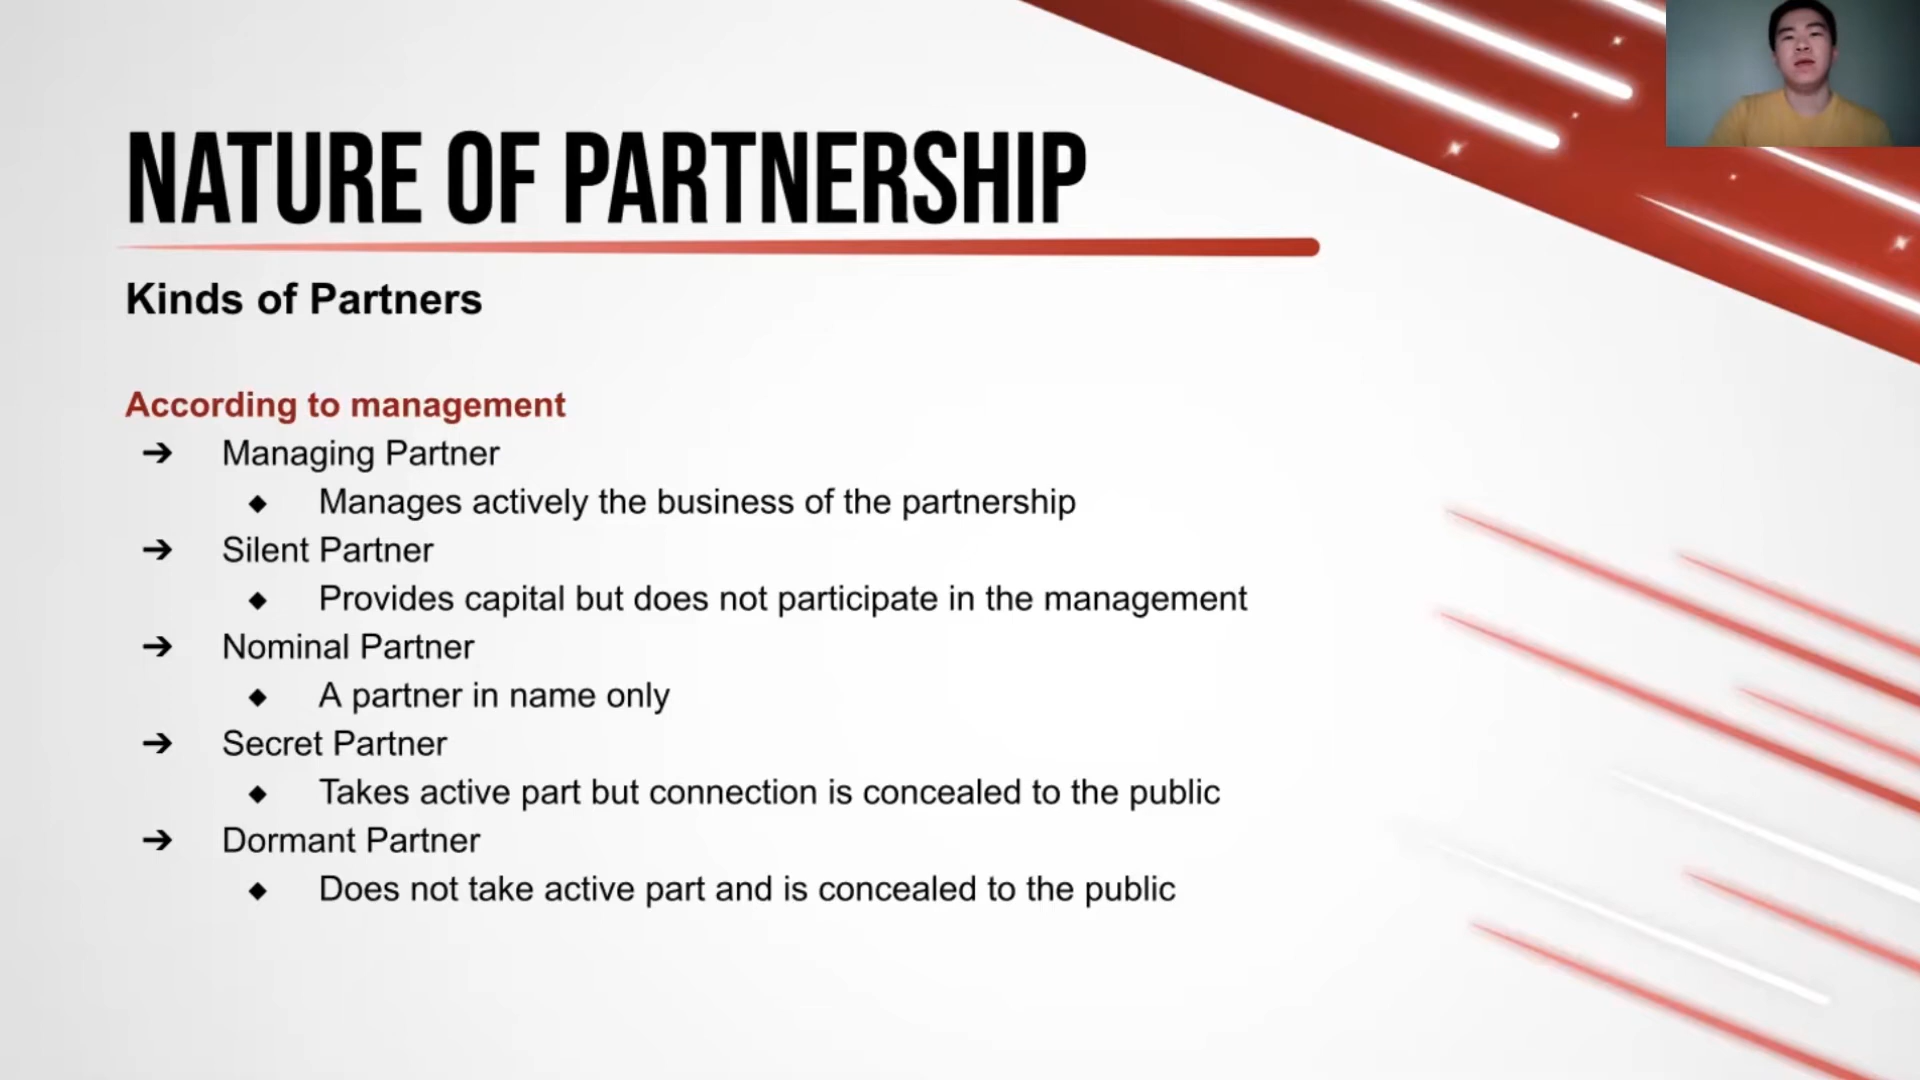 NATURE OF PARTNERSHIP
Kinds of Partners
According to management
➔ Managing Partner
◆ Manages actively the business of the partnership
➔ Silent Partner
◆ Provides capital but does not participate in the management
➔ Nominal Partner
◆ A partner in name only
➔ Secret Partner
◆ Takes active part but connection is concealed to the public
➔ Dormant Partner
◆ Does not take active part and is concealed to the public